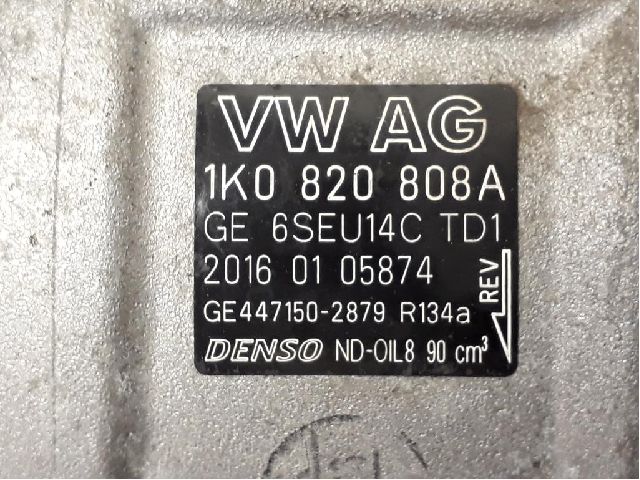 VW AG
1K0 820 808A
GE 6SEU14C TD1
2016 01 05874
GE447150-2879 R134a
REV
DENSO ND-OIL8 90 cm³